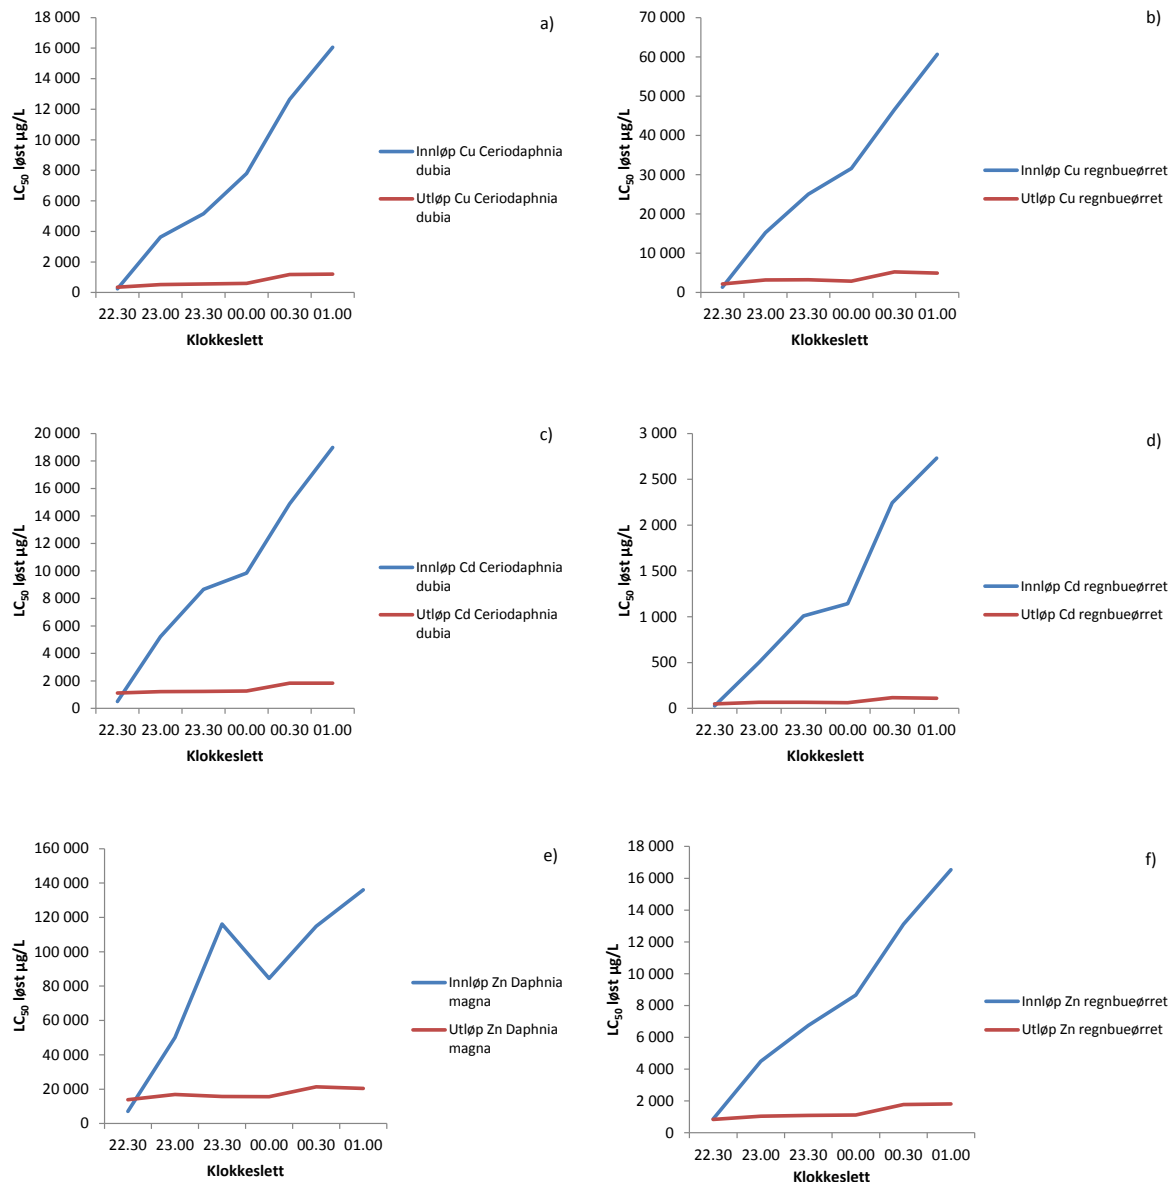 a)
LC50 løst µg/L
18 000
16 000
14 000
12 000
10 000
8 000
6 000
4 000
2 000
0
22.30 23.00 23.30 00.00 00.30 01.00
Klokkeslett
Innløp Cu Ceriodaphnia
dubia
Utløp Cu Ceriodaphnia
dubia
b)
LC50 løst µg/L
70 000
60 000
50 000
40 000
30 000
20 000
10 000
0
22.30 23.00 23.30 00.00 00.30 01.00
Klokkeslett
Innløp Cu regnbueørret
Utløp Cu regnbueørret
c)
LC50 løst µg/L
20 000
18 000
16 000
14 000
12 000
10 000
8 000
6 000
4 000
2 000
0
22.30 23.00 23.30 00.00 00.30 01.00
Klokkeslett
Innløp Cd Ceriodaphnia
dubia
Utløp Cd Ceriodaphnia
dubia
d)
LC50 løst µg/L
3 000
2 500
2 000
1 500
1 000
500
0
22.30 23.00 23.30 00.00 00.30 01.00
Klokkeslett
Innløp Cd regnbueørret
Utløp Cd regnbueørret
e)
LC50 løst µg/L
160 000
140 000
120 000
100 000
80 000
60 000
40 000
20 000
0
22.30 23.00 23.30 00.00 00.30 01.00
Klokkeslett
Innløp Zn Daphnia
magna
Utløp Zn Daphnia
magna
f)
LC50 løst µg/L
18 000
16 000
14 000
12 000
10 000
8 000
6 000
4 000
2 000
0
22.30 23.00 23.30 00.00 00.30 01.00
Klokkeslett
Innløp Zn regnbueørret
Utløp Zn regnbueørret